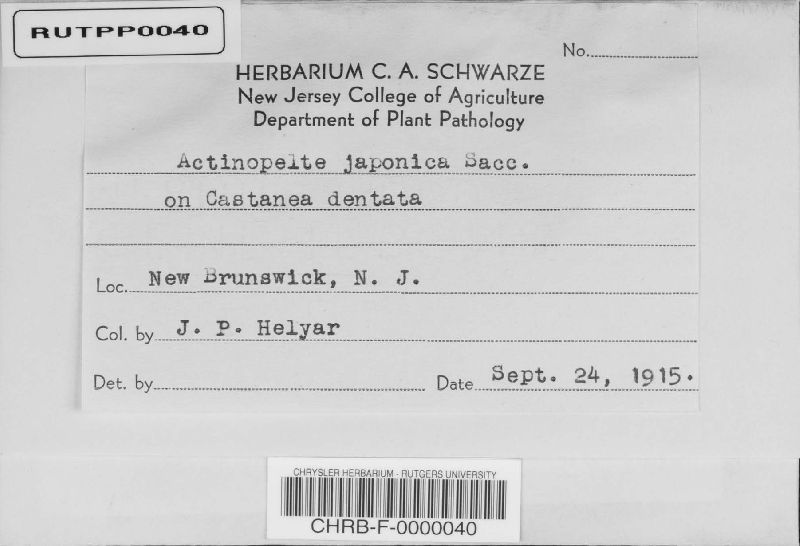 RUTPP0040
No.
HERBARIUM C. A. SCHWARZE
New Jersey College of Agriculture
Department of Plant Pathology
Actinopelte japonica Sacc.
on Castanea dentata
Loc. New Brunswick, N. J.
Col. by J. P. Helyar
Det. by Date Sept. 24, 1915.
CHRYSLER HERBARIUM - RUTGERS UNIVERSITY
CHRB-F-0000040